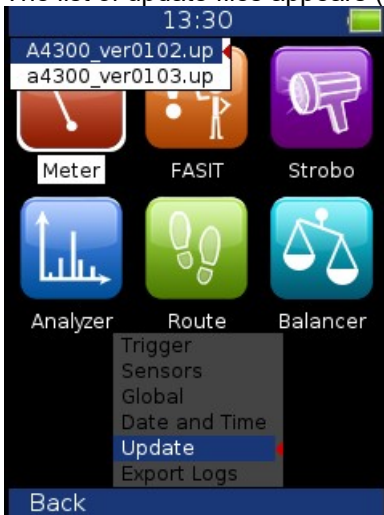 The list of update files appears (
13:30
A4300_ver0102.up
a4300_ver0103.up
Meter FASIT Strobo
Analyzer Route Balancer
Trigger
Sensors
Global
Date and Time
Update
Export Logs
Back